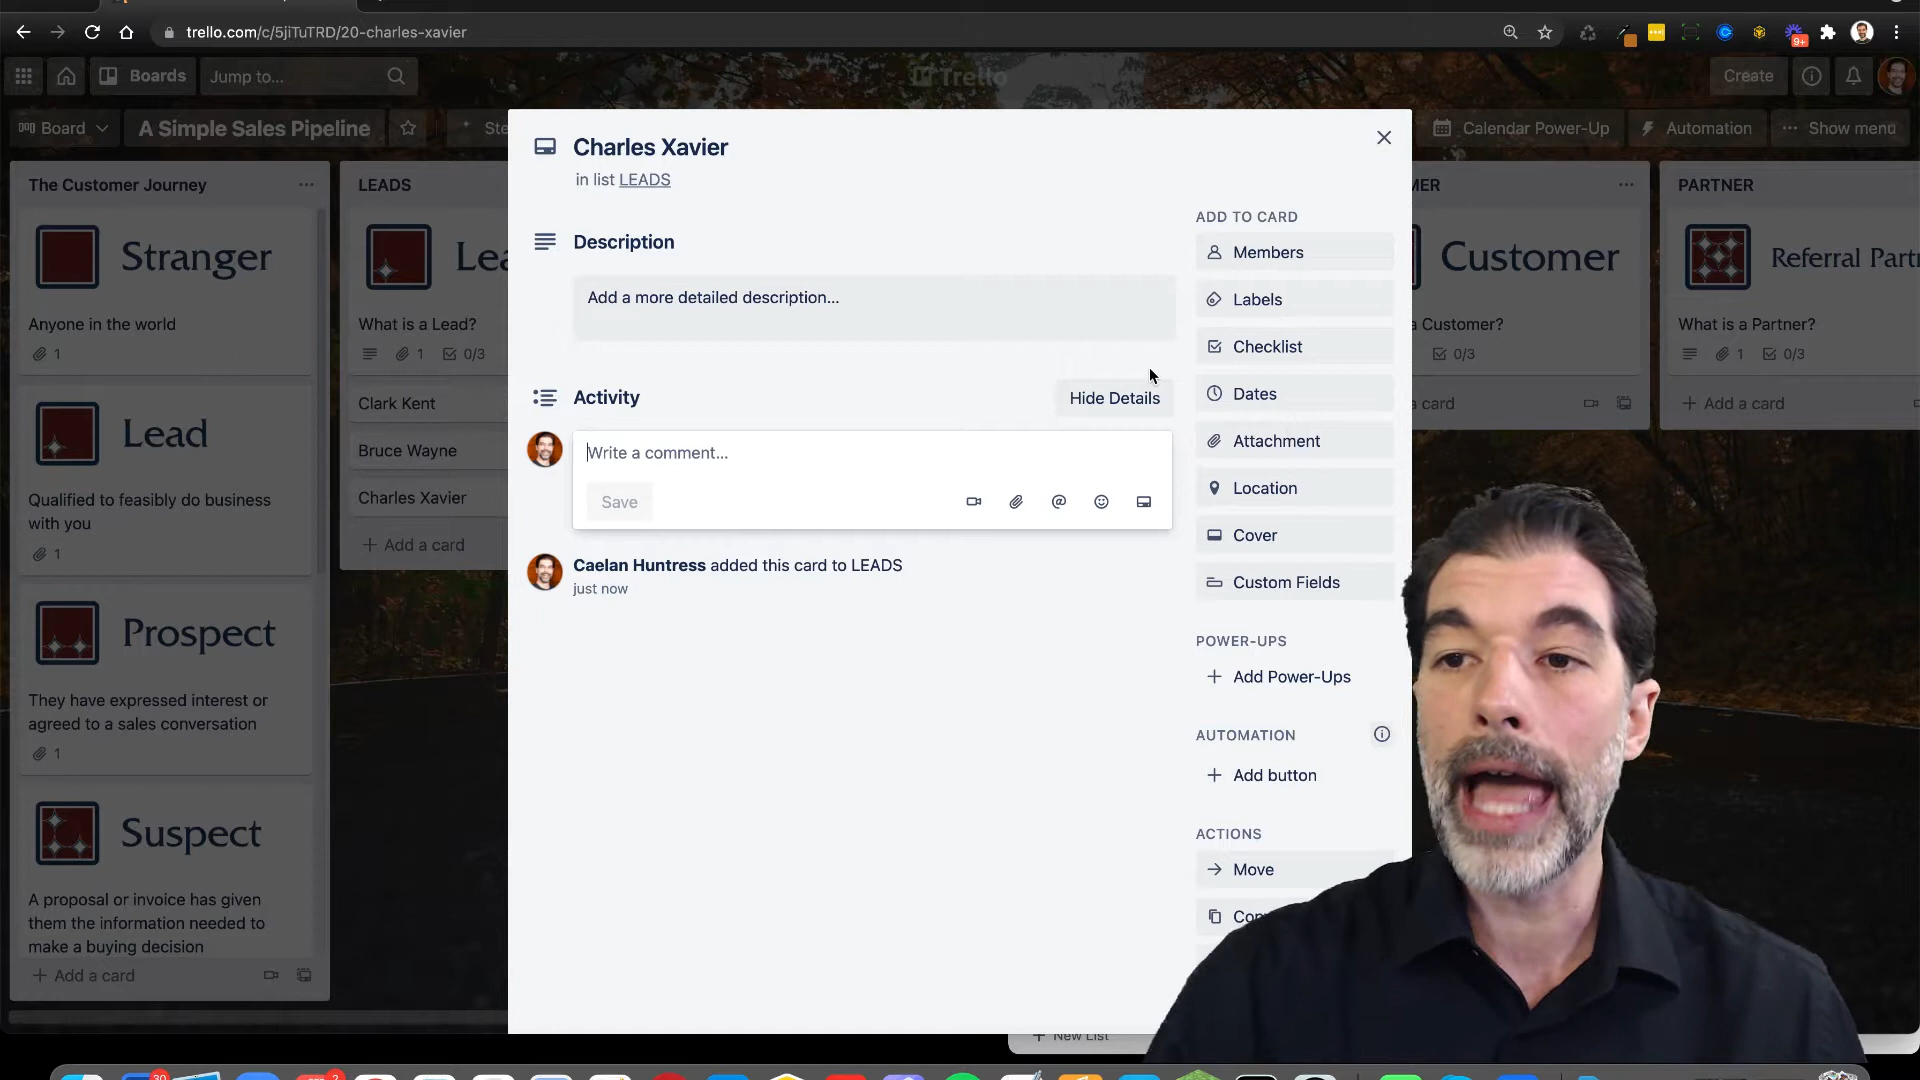 trello.com/c/5jiTuTRD/20-charles-xavier
9+
Boards
Jump to...
Trello
Create
Board
A Simple Sales Pipeline
Calendar Power-Up
Automation
Show menu
The Customer Journey
Stranger
Anyone in the world
1
Lead
Qualified to feasibly do business
with you
1
Prospect
They have expressed interest or
agreed to a sales conversation
1
Suspect
A proposal or invoice has given
them the information needed to
make a buying decision
+ Add a card
LEADS
What is a Lead?
1
0/3
Clark Kent
Bruce Wayne
Charles Xavier
+ Add a card
Charles Xavier
in list LEADS
Description
Add a more detailed description...
Activity
Hide Details
Write a comment...
Save
Caelan Huntress added this card to LEADS
just now
ADD TO CARD
Members
Labels
Checklist
Dates
Attachment
Location
Cover
Custom Fields
POWER-UPS
+ Add Power-Ups
AUTOMATION
+ Add button
ACTIONS
Move
MER
Customer
a Customer?
0/3
a card
PARTNER
Referral Part
What is a Partner?
1
0/3
+ Add a card
+ New List
30
2